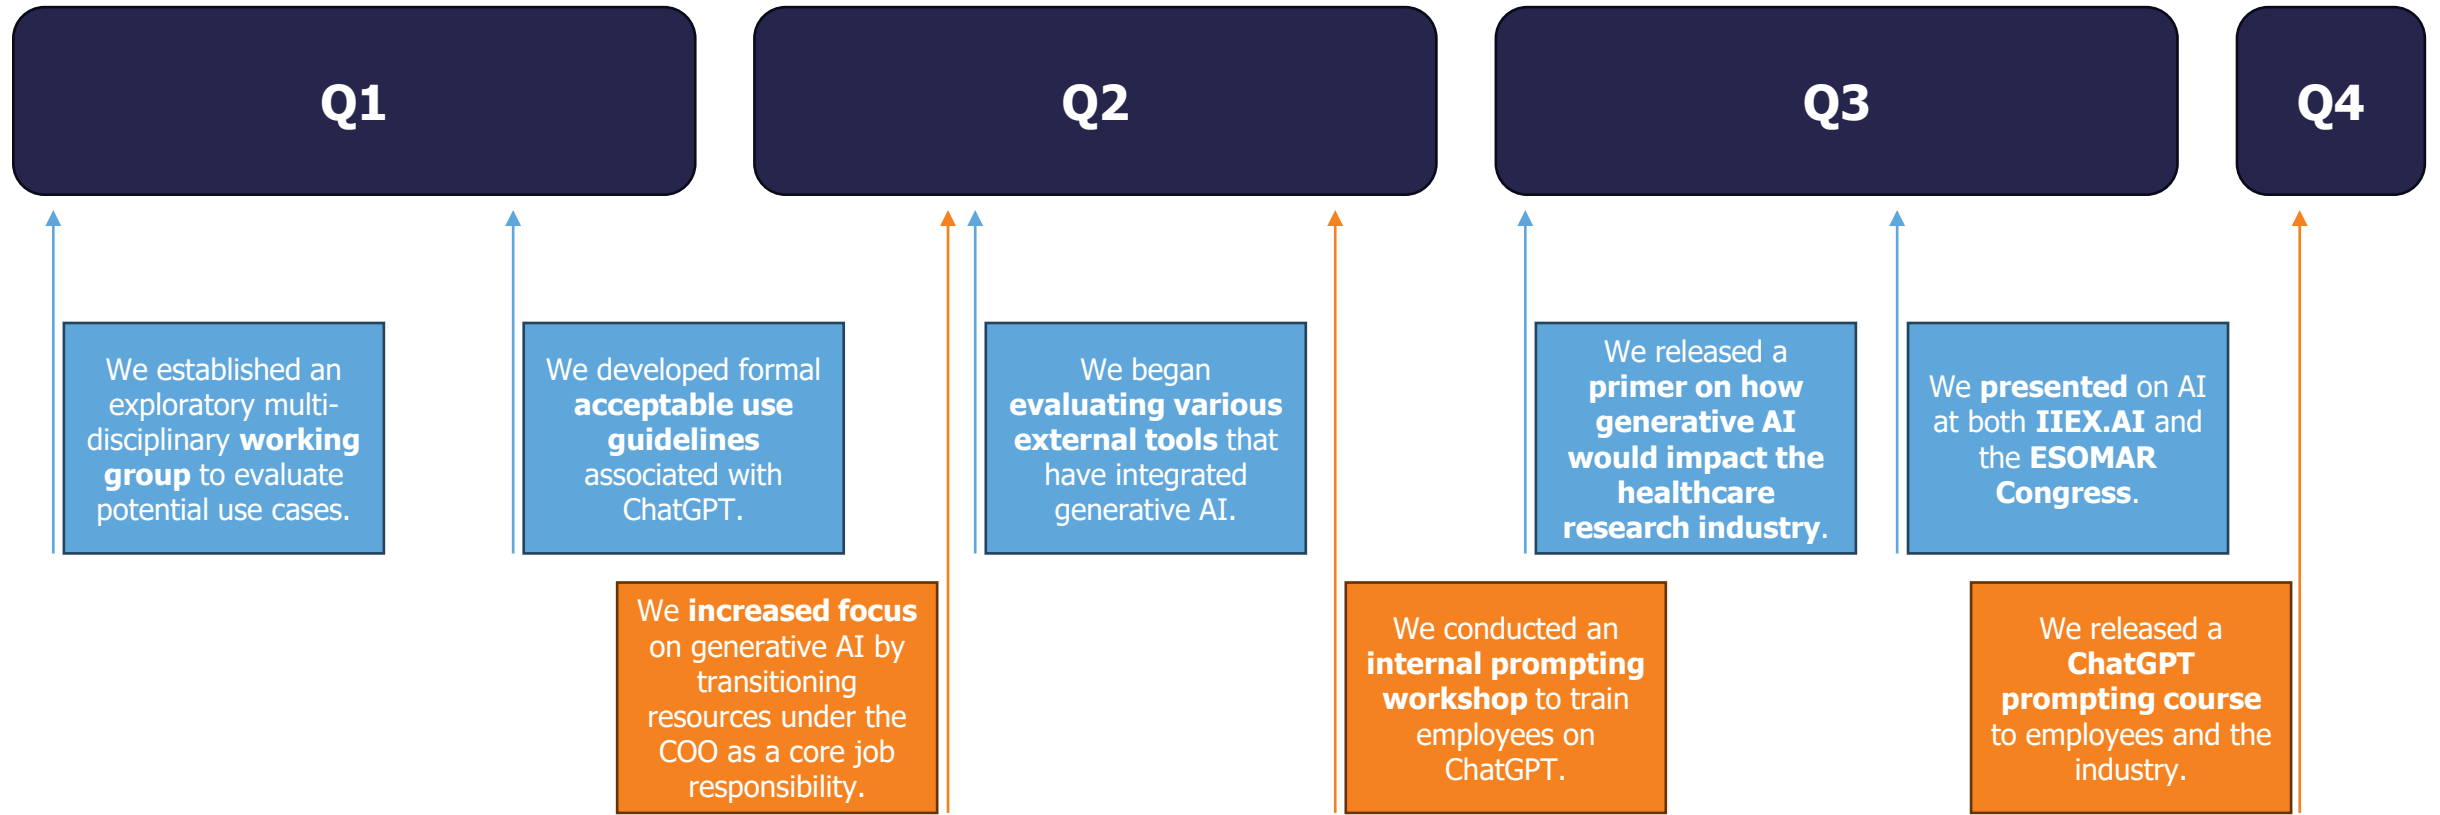 Q1
Q2
Q3
Q4
We established an
exploratory multi-
disciplinary working
group to evaluate
potential use cases.
We developed formal
acceptable use
guidelines
associated with
ChatGPT.
We began
evaluating various
external tools that
have integrated
generative AI.
We released a
primer on how
generative AI
would impact the
healthcare
research industry.
We presented on AI
at both IIEX.AI and
the ESOMAR
Congress.
We increased focus
on generative AI by
transitioning
resources under the
COO as a core job
responsibility.
We conducted an
internal prompting
workshop to train
employees on
ChatGPT.
We released a
ChatGPT
prompting course
to employees and the
industry.